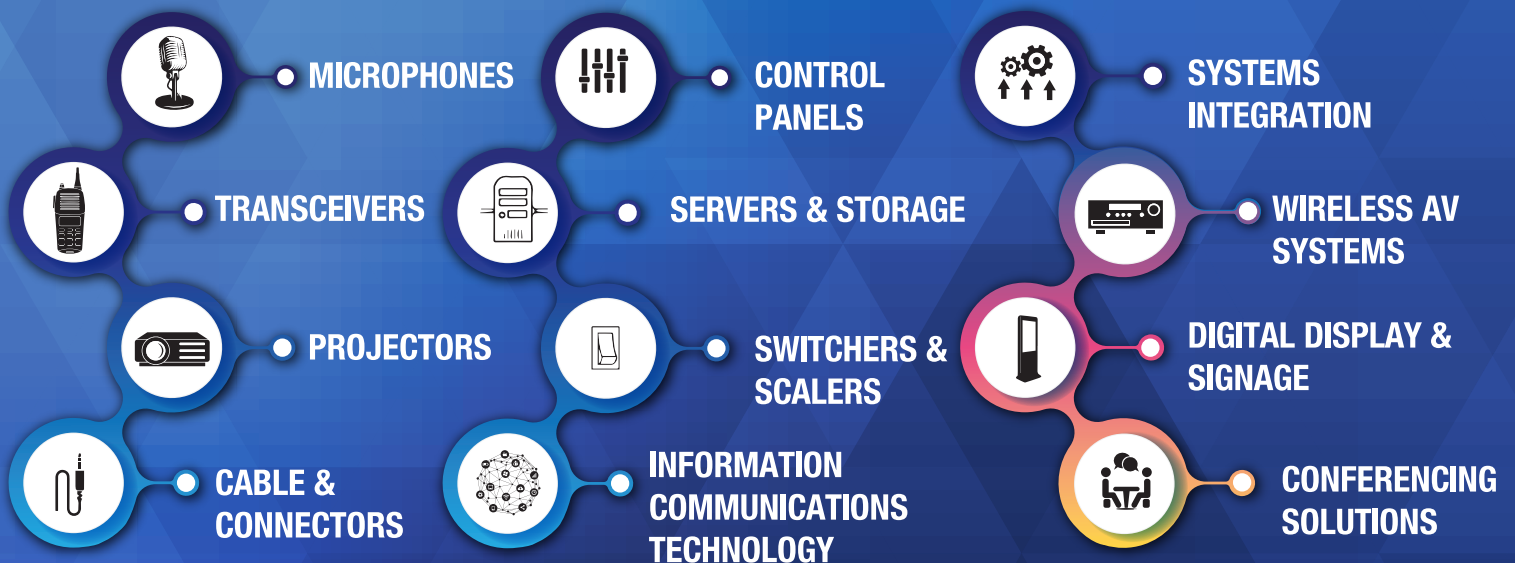 MICROPHONES
TRANSCEIVERS
PROJECTORS
CABLE &
CONNECTORS
CONTROL
PANELS
SERVERS & STORAGE
SWITCHERS &
SCALERS
INFORMATION
COMMUNICATIONS
TECHNOLOGY
SYSTEMS
INTEGRATION
WIRELESS AV
SYSTEMS
DIGITAL DISPLAY &
SIGNAGE
CONFERENCING
SOLUTIONS